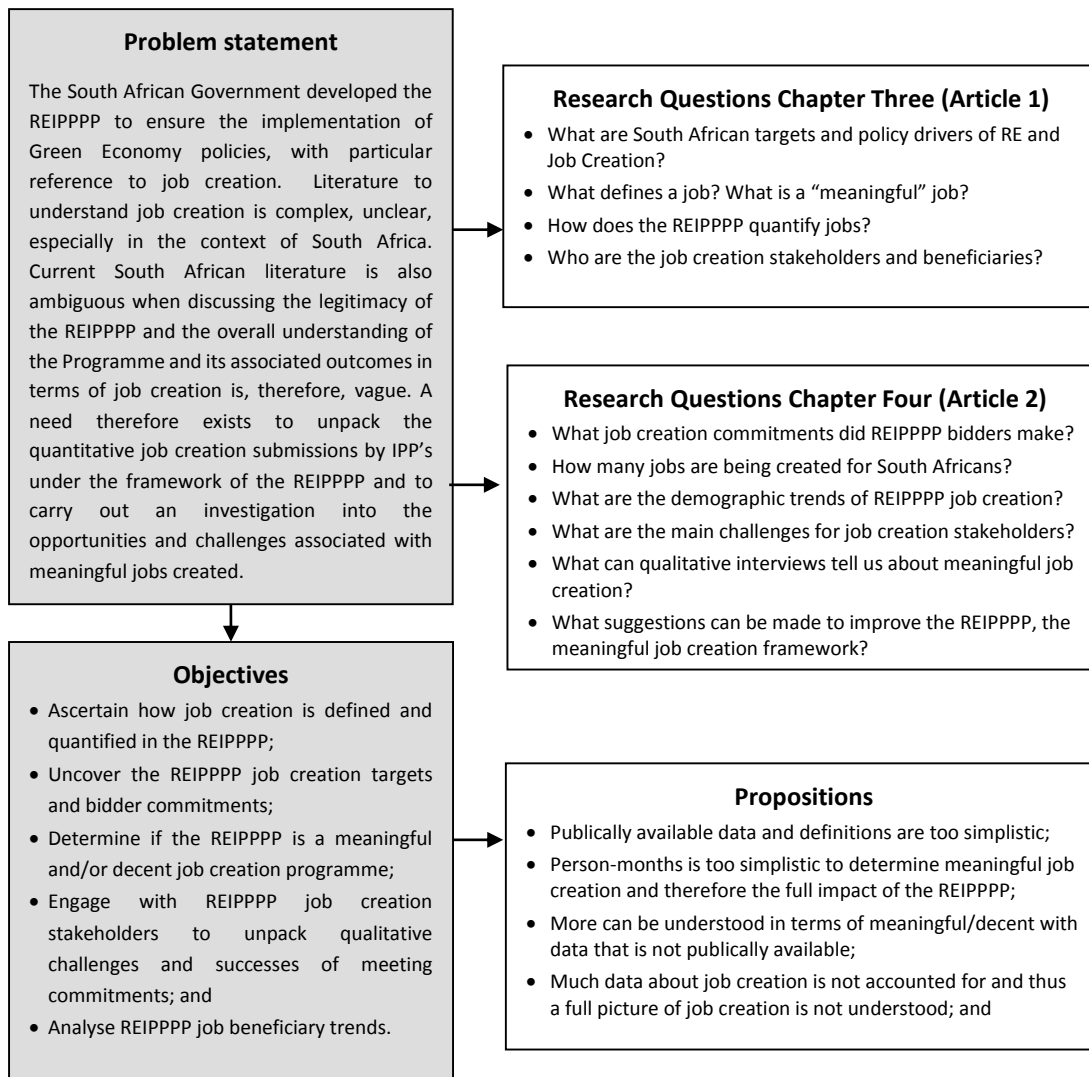 Problem statement
The South African Government developed the
REIPPPP to ensure the implementation of
Green Economy policies, with particular
reference to job creation. Literature to
understand job creation is complex, unclear,
especially in the context of South Africa.
Current South African literature is also
ambiguous when discussing the legitimacy of
the REIPPPP and the overall understanding of
the Programme and its associated outcomes in
terms of job creation is, therefore, vague. A
need therefore exists to unpack the
quantitative job creation submissions by IPP's
under the framework of the REIPPPP and to
carry out an investigation into the
opportunities and challenges associated with
meaningful jobs created.
Research Questions Chapter Three (Article 1)
• What are South African targets and policy drivers of RE and
Job Creation?
• What defines a job? What is a “meaningful” job?
• How does the REIPPPP quantify jobs?
• Who are the job creation stakeholders and beneficiaries?
Research Questions Chapter Four (Article 2)
• What job creation commitments did REIPPPP bidders make?
• How many jobs are being created for South Africans?
• What are the demographic trends of REIPPPP job creation?
• What are the main challenges for job creation stakeholders?
• What can qualitative interviews tell us about meaningful job
creation?
• What suggestions can be made to improve the REIPPPP, the
meaningful job creation framework?
Objectives
• Ascertain how job creation is defined and
quantified in the REIPPPP;
• Uncover the REIPPPP job creation targets
and bidder commitments;
• Determine if the REIPPPP is a meaningful
and/or decent job creation programme;
• Engage with REIPPPP job creation
stakeholders to unpack qualitative
challenges and successes of meeting
commitments; and
• Analyse REIPPPP job beneficiary trends.
Propositions
• Publically available data and definitions are too simplistic;
• Person-months is too simplistic to determine meaningful job
creation and therefore the full impact of the REIPPPP;
• More can be understood in terms of meaningful/decent with
data that is not publically available;
• Much data about job creation is not accounted for and thus
a full picture of job creation is not understood; and